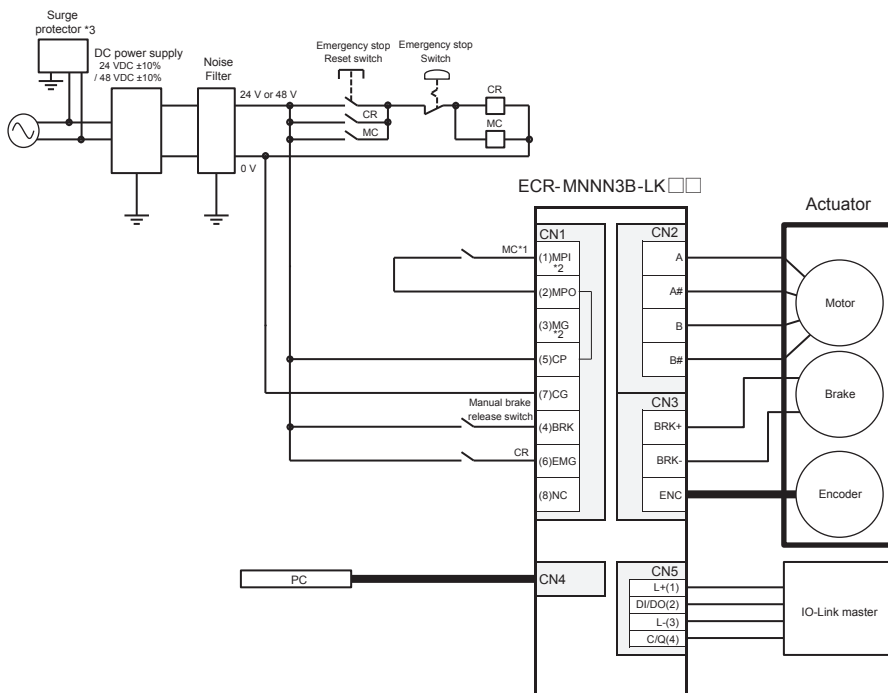 Surge
protector *3
DC power supply
24 VDC ±10%
/ 48 VDC ±10%
Noise
Filter
Emergency stop
Reset switch
Emergency stop
Switch
24 V or 48 V
CR
MC
CR
MC
0 V
ECR-MNNN3B-LK□□
Actuator
CN1
MC*1
(1)MPI
*2
(2)MPO
(3)MG
*2
(5)CP
(7)CG
Manual brake
release switch
(4)BRK
CR
(6)EMG
(8)NC
CN2
A
A#
B
B#
CN3
BRK+
BRK-
ENC
Motor
Brake
Encoder
PC
CN4
CN5
L+(1)
DI/DO(2)
L-(3)
C/Q(4)
IO-Link master